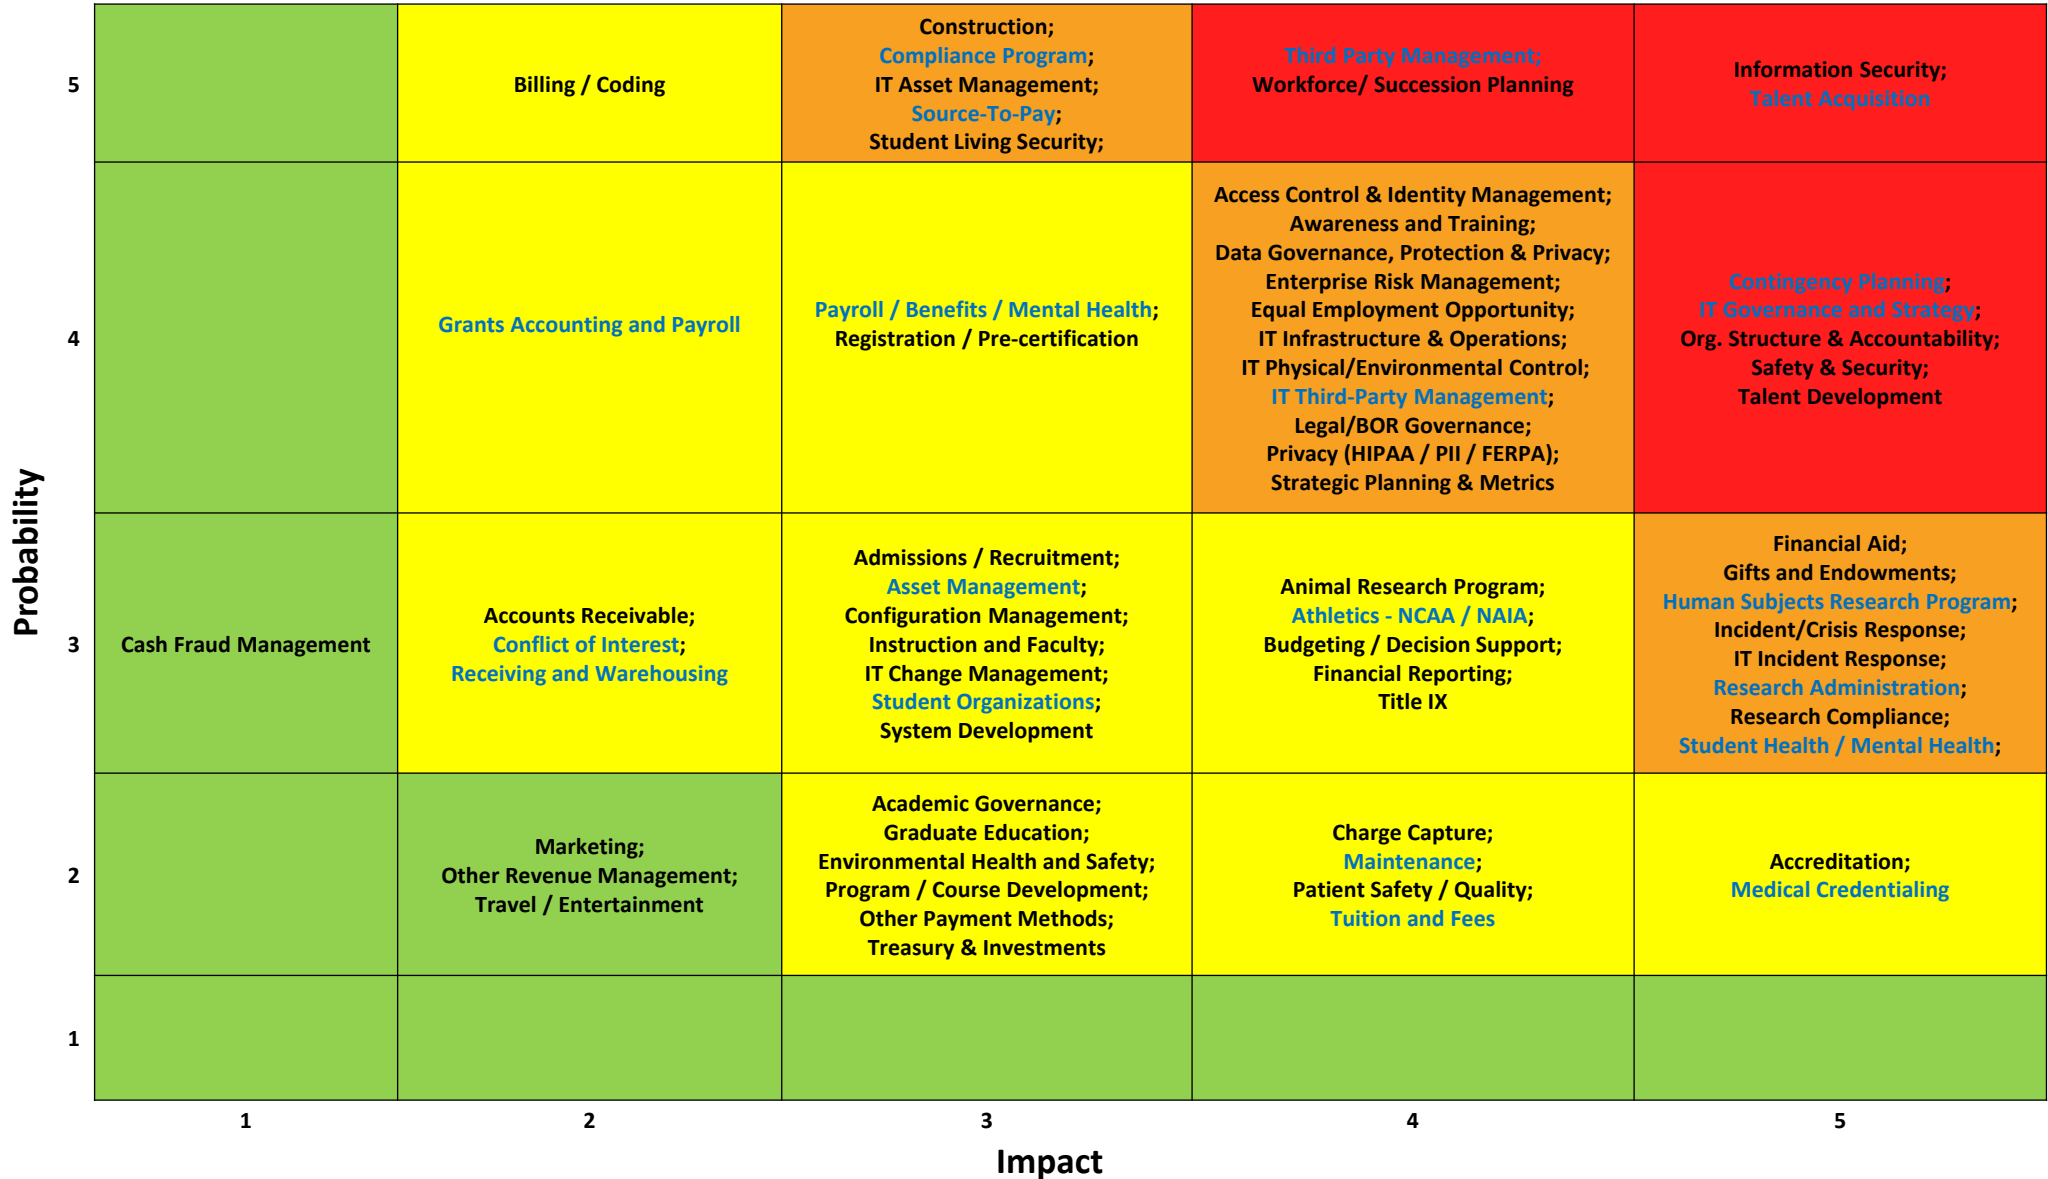 Probability
5
Billing / Coding
Construction;
Compliance Program;
IT Asset Management;
Source-To-Pay;
Student Living Security;
Third Party Management;
Workforce/ Succession Planning
Information Security;
Talent Acquisition
4
Grants Accounting and Payroll
Payroll / Benefits / Mental Health;
Registration / Pre-certification
Access Control & Identity Management;
Awareness and Training;
Data Governance, Protection & Privacy;
Enterprise Risk Management;
Equal Employment Opportunity;
IT Infrastructure & Operations;
IT Physical/Environmental Control;
IT Third-Party Management;
Legal/BOR Governance;
Privacy (HIPAA / PII / FERPA);
Strategic Planning & Metrics
Contingency Planning;
IT Governance and Strategy;
Org. Structure & Accountability;
Safety & Security;
Talent Development
3
Cash Fraud Management
Accounts Receivable;
Conflict of Interest;
Receiving and Warehousing
Admissions / Recruitment;
Asset Management;
Configuration Management;
Instruction and Faculty;
IT Change Management;
Student Organizations;
System Development
Animal Research Program;
Athletics - NCAA / NAIA;
Budgeting / Decision Support;
Financial Reporting;
Title IX
Financial Aid;
Gifts and Endowments;
Human Subjects Research Program;
Incident/Crisis Response;
IT Incident Response;
Research Administration;
Research Compliance;
Student Health / Mental Health;
2
Marketing;
Other Revenue Management;
Travel / Entertainment
Academic Governance;
Graduate Education;
Environmental Health and Safety;
Program / Course Development;
Other Payment Methods;
Treasury & Investments
Charge Capture;
Maintenance;
Patient Safety / Quality;
Tuition and Fees
Accreditation;
Medical Credentialing
1
1
2
3
4
5
Impact